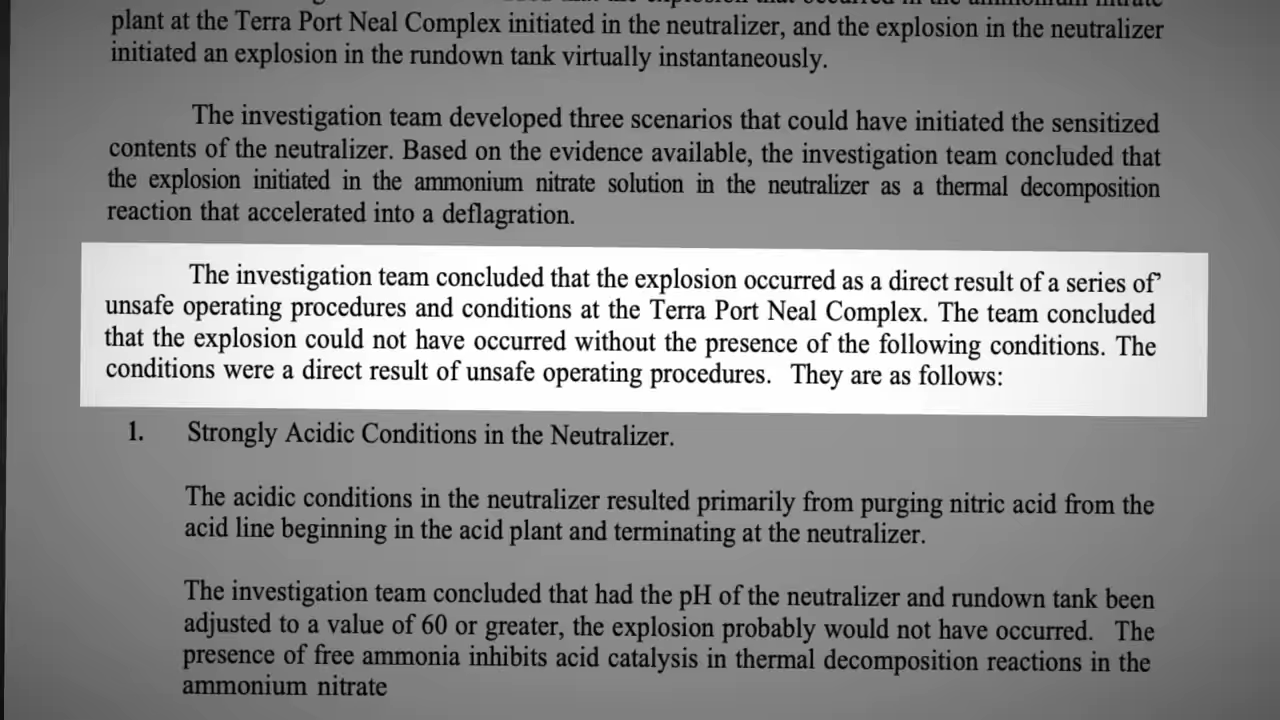 plant at the Terra Port Neal Complex initiated in the neutralizer, and the explosion in the neutralizer
initiated an explosion in the rundown tank virtually instantaneously.
The investigation team developed three scenarios that could have initiated the sensitized
contents of the neutralizer. Based on the evidence available, the investigation team concluded that
the explosion initiated in the ammonium nitrate solution in the neutralizer as a thermal decomposition
reaction that accelerated into a deflagration.
The investigation team concluded that the explosion occurred as a direct result of a series of’
unsafe operating procedures and conditions at the Terra Port Neal Complex. The team concluded
that the explosion could not have occurred without the presence of the following conditions. The
conditions were a direct result of unsafe operating procedures. They are as follows:
1. Strongly Acidic Conditions in the Neutralizer.
The acidic conditions in the neutralizer resulted primarily from purging nitric acid from the
acid line beginning in the acid plant and terminating at the neutralizer.
The investigation team concluded that had the pH of the neutralizer and rundown tank been
adjusted to a value of 60 or greater, the explosion probably would not have occurred. The
presence of free ammonia inhibits acid catalysis in thermal decomposition reactions in the
ammonium nitrate